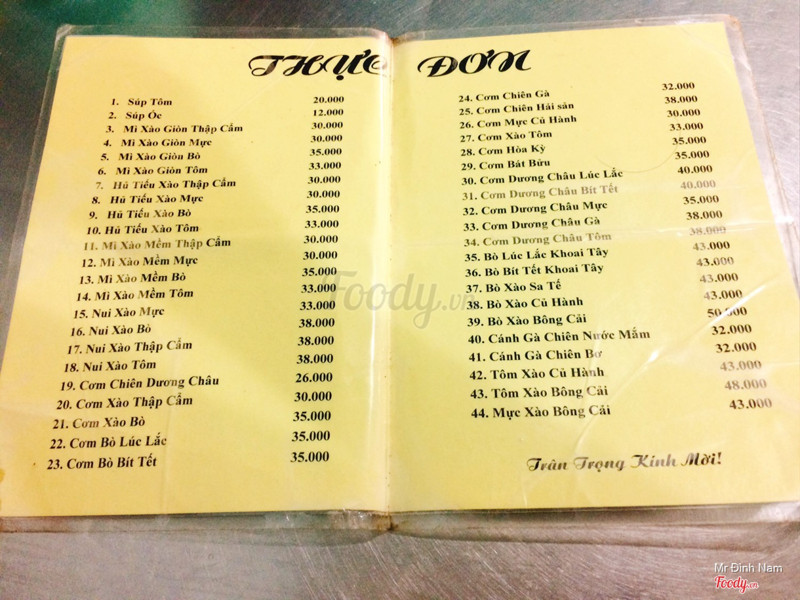 THỰC ĐƠN
1. Súp Tôm 20.000
2. Súp Óc 12.000
3. Mì Xào Giòn Thập Cẩm 30.000
4. Mì Xào Giòn Mực 30.000
5. Mì Xào Giòn Bò 35.000
6. Mì Xào Giòn Tôm 33.000
7. Hủ Tiếu Xào Thập Cẩm 30.000
8. Hủ Tiếu Xào Mực 30.000
9. Hủ Tiếu Xào Bò 35.000
10. Hủ Tiếu Xào Tôm 33.000
11. Mì Xào Mềm Thập Cẩm 30.000
12. Mì Xào Mềm Mực 30.000
13. Mì Xào Mềm Bò 35.000
14. Mì Xào Mềm Tôm 33.000
15. Nui Xào Mực 33.000
16. Nui Xào Bò 38.000
17. Nui Xào Thập Cẩm 38.000
18. Nui Xào Tôm 38.000
19. Cơm Chiên Dương Châu 26.000
20. Cơm Xào Thập Cẩm 30.000
21. Cơm Xào Bò 35.000
22. Cơm Bò Lúc Lắc 35.000
23. Cơm Bò Bít Tết 35.000
24. Cơm Chiên Gà 32.000
25. Cơm Chiên Hải sản 38.000
26. Cơm Mực Củ Hành 30.000
27. Cơm Xào Tôm 33.000
28. Cơm Hòa Kỳ 35.000
29. Cơm Bát Bửu 35.000
30. Cơm Dương Châu Lúc Lắc 40.000
31. Cơm Dương Châu Bít Tết 40.000
32. Cơm Dương Châu Mực 35.000
33. Cơm Dương Châu Gà 38.000
34. Cơm Dương Châu Tôm 38.000
35. Bò Lúc Lắc Khoai Tây 43.000
36. Bò Bít Tết Khoai Tây 43.000
37. Bò Xào Sa Tế 43.000
38. Bò Xào Củ Hành 43.000
39. Bò Xào Bông Cải 50.000
40. Cánh Gà Chiên Nước Mắm 32.000
41. Cánh Gà Chiên Bơ 32.000
42. Tôm Xào Củ Hành 43.000
43. Tôm Xào Bông Cải 48.000
44. Mực Xào Bông Cải 43.000
Trân Trọng Kính Mời!
Foody.vn
Mr Đình Nam
Foody.vn